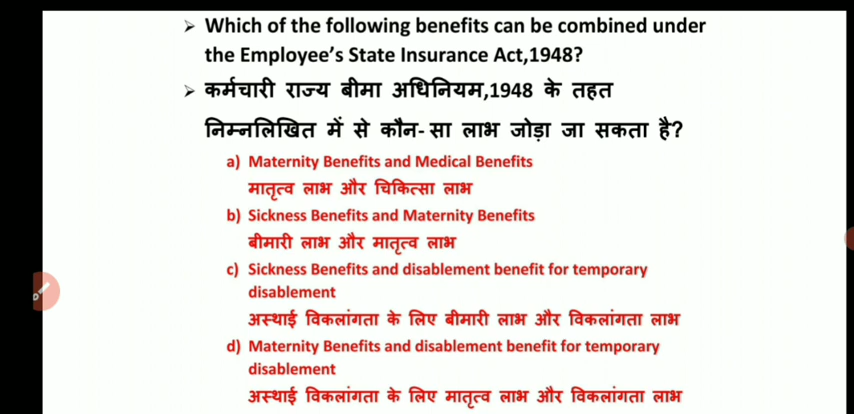 ➢ Which of the following benefits can be combined under
the Employee's State Insurance Act,1948?
➢ कर्मचारी राज्य बीमा अधिनियम,1948 के तहत
निम्नलिखित में से कौन-सा लाभ जोड़ा जा सकता है?
a) Maternity Benefits and Medical Benefits
मातृत्व लाभ और चिकित्सा लाभ
b) Sickness Benefits and Maternity Benefits
बीमारी लाभ और मातृत्व लाभ
c) Sickness Benefits and disablement benefit for temporary
disablement
अस्थाई विकलांगता के लिए बीमारी लाभ और विकलांगता लाभ
d) Maternity Benefits and disablement benefit for temporary
disablement
अस्थाई विकलांगता के लिए मातृत्व लाभ और विकलांगता लाभ